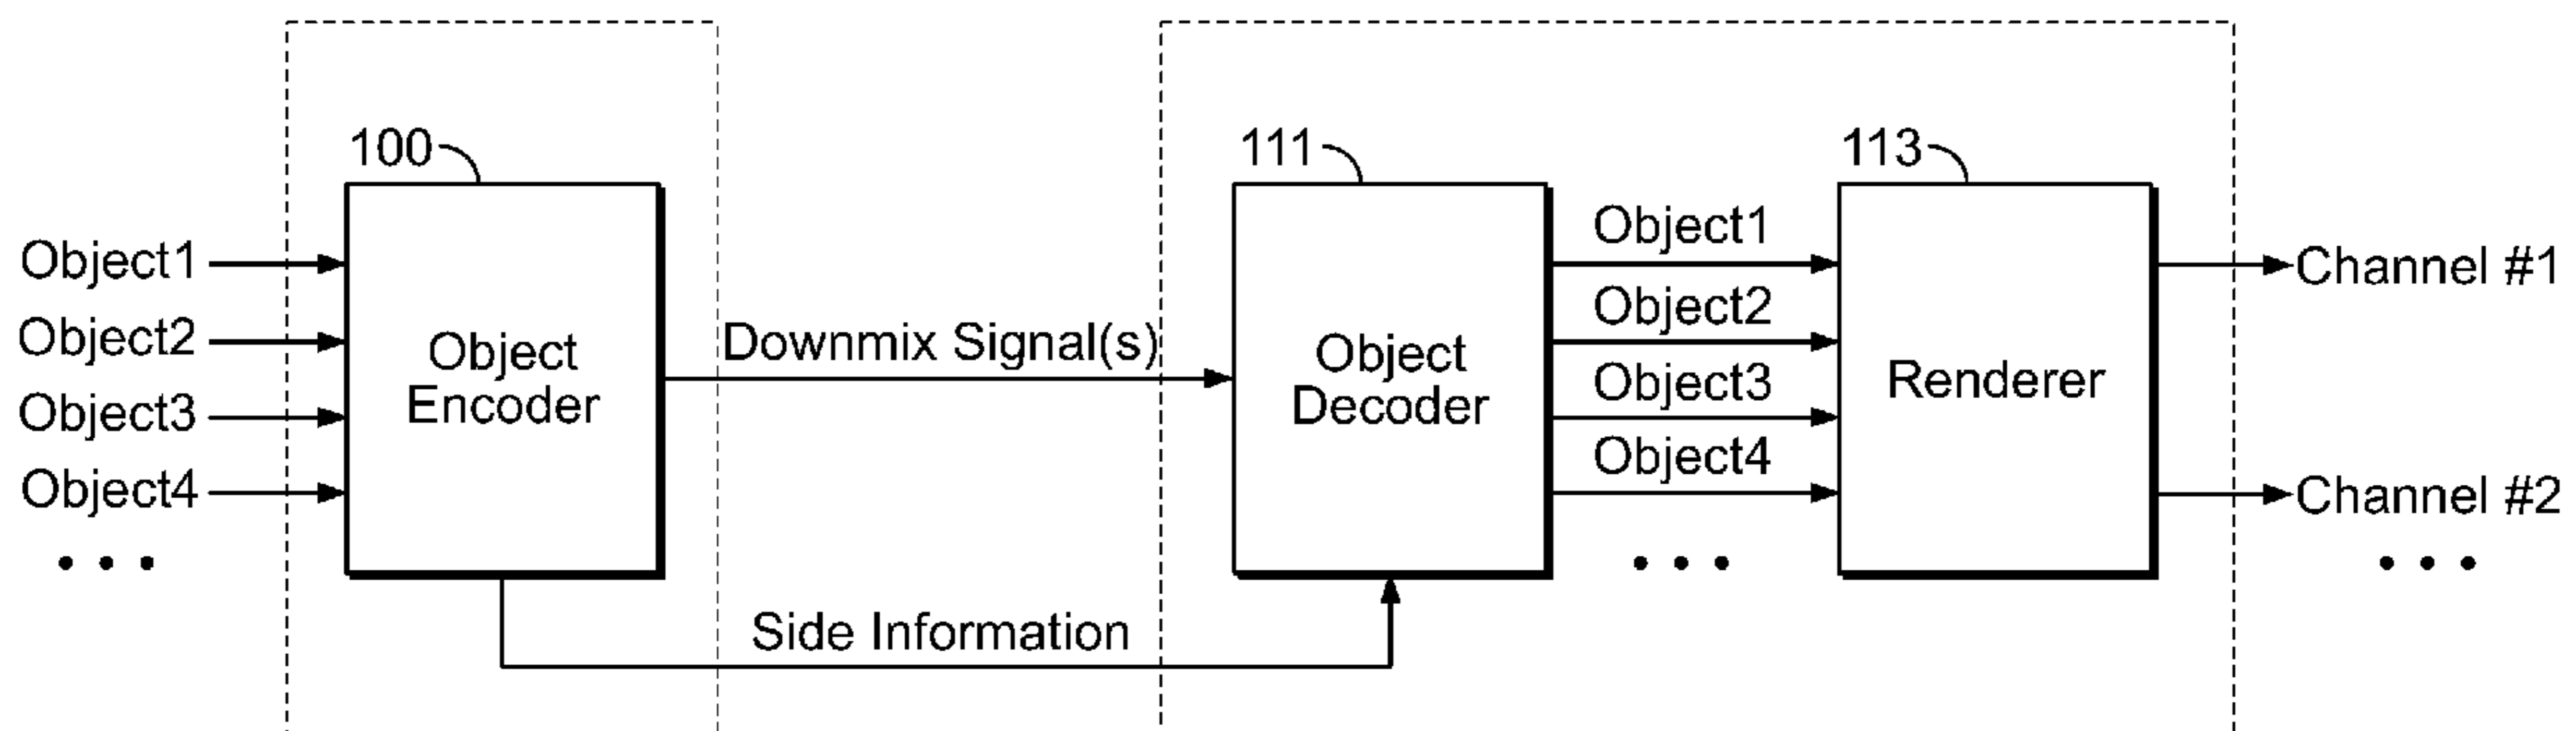 100
111
113
Object1
Object2
Object3
Object4
• • •
Object
Encoder
Downmix Signal(s)
Side Information
Object
Decoder
Object1
Object2
Object3
Object4
• • •
Renderer
Channel #1
Channel #2
• • •